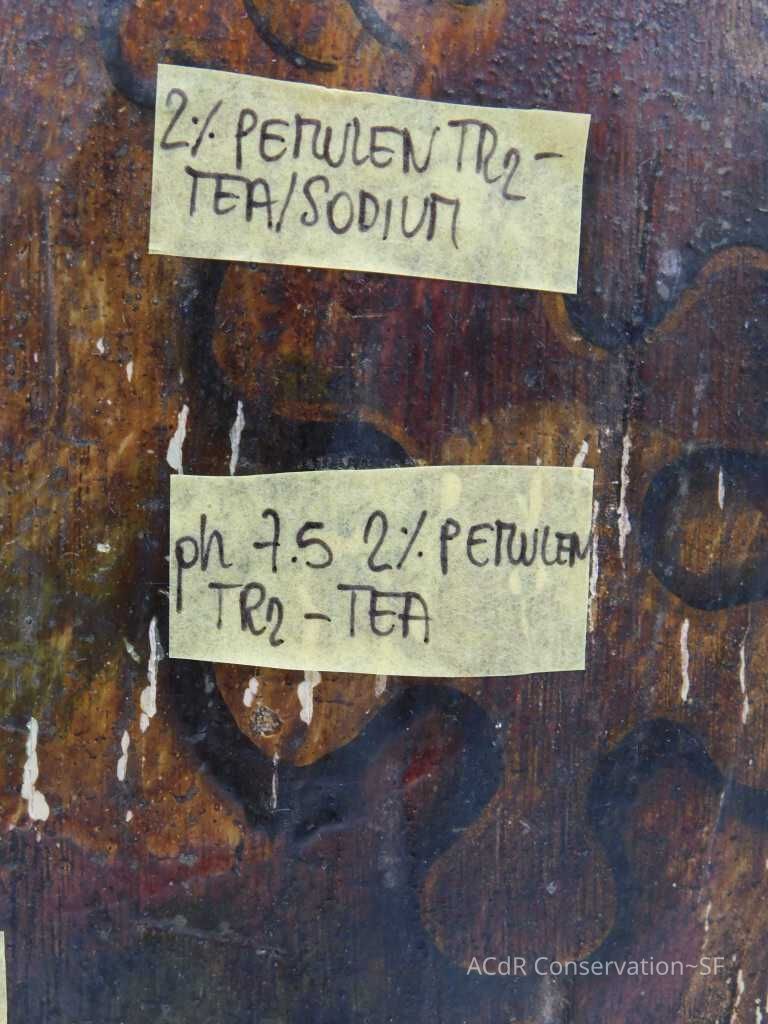 2% PEMULEN TR2-
TEA/SODIUM
ph 7.5 2% PEMULEN
TR2-TEA
ACdR Conservation~SF